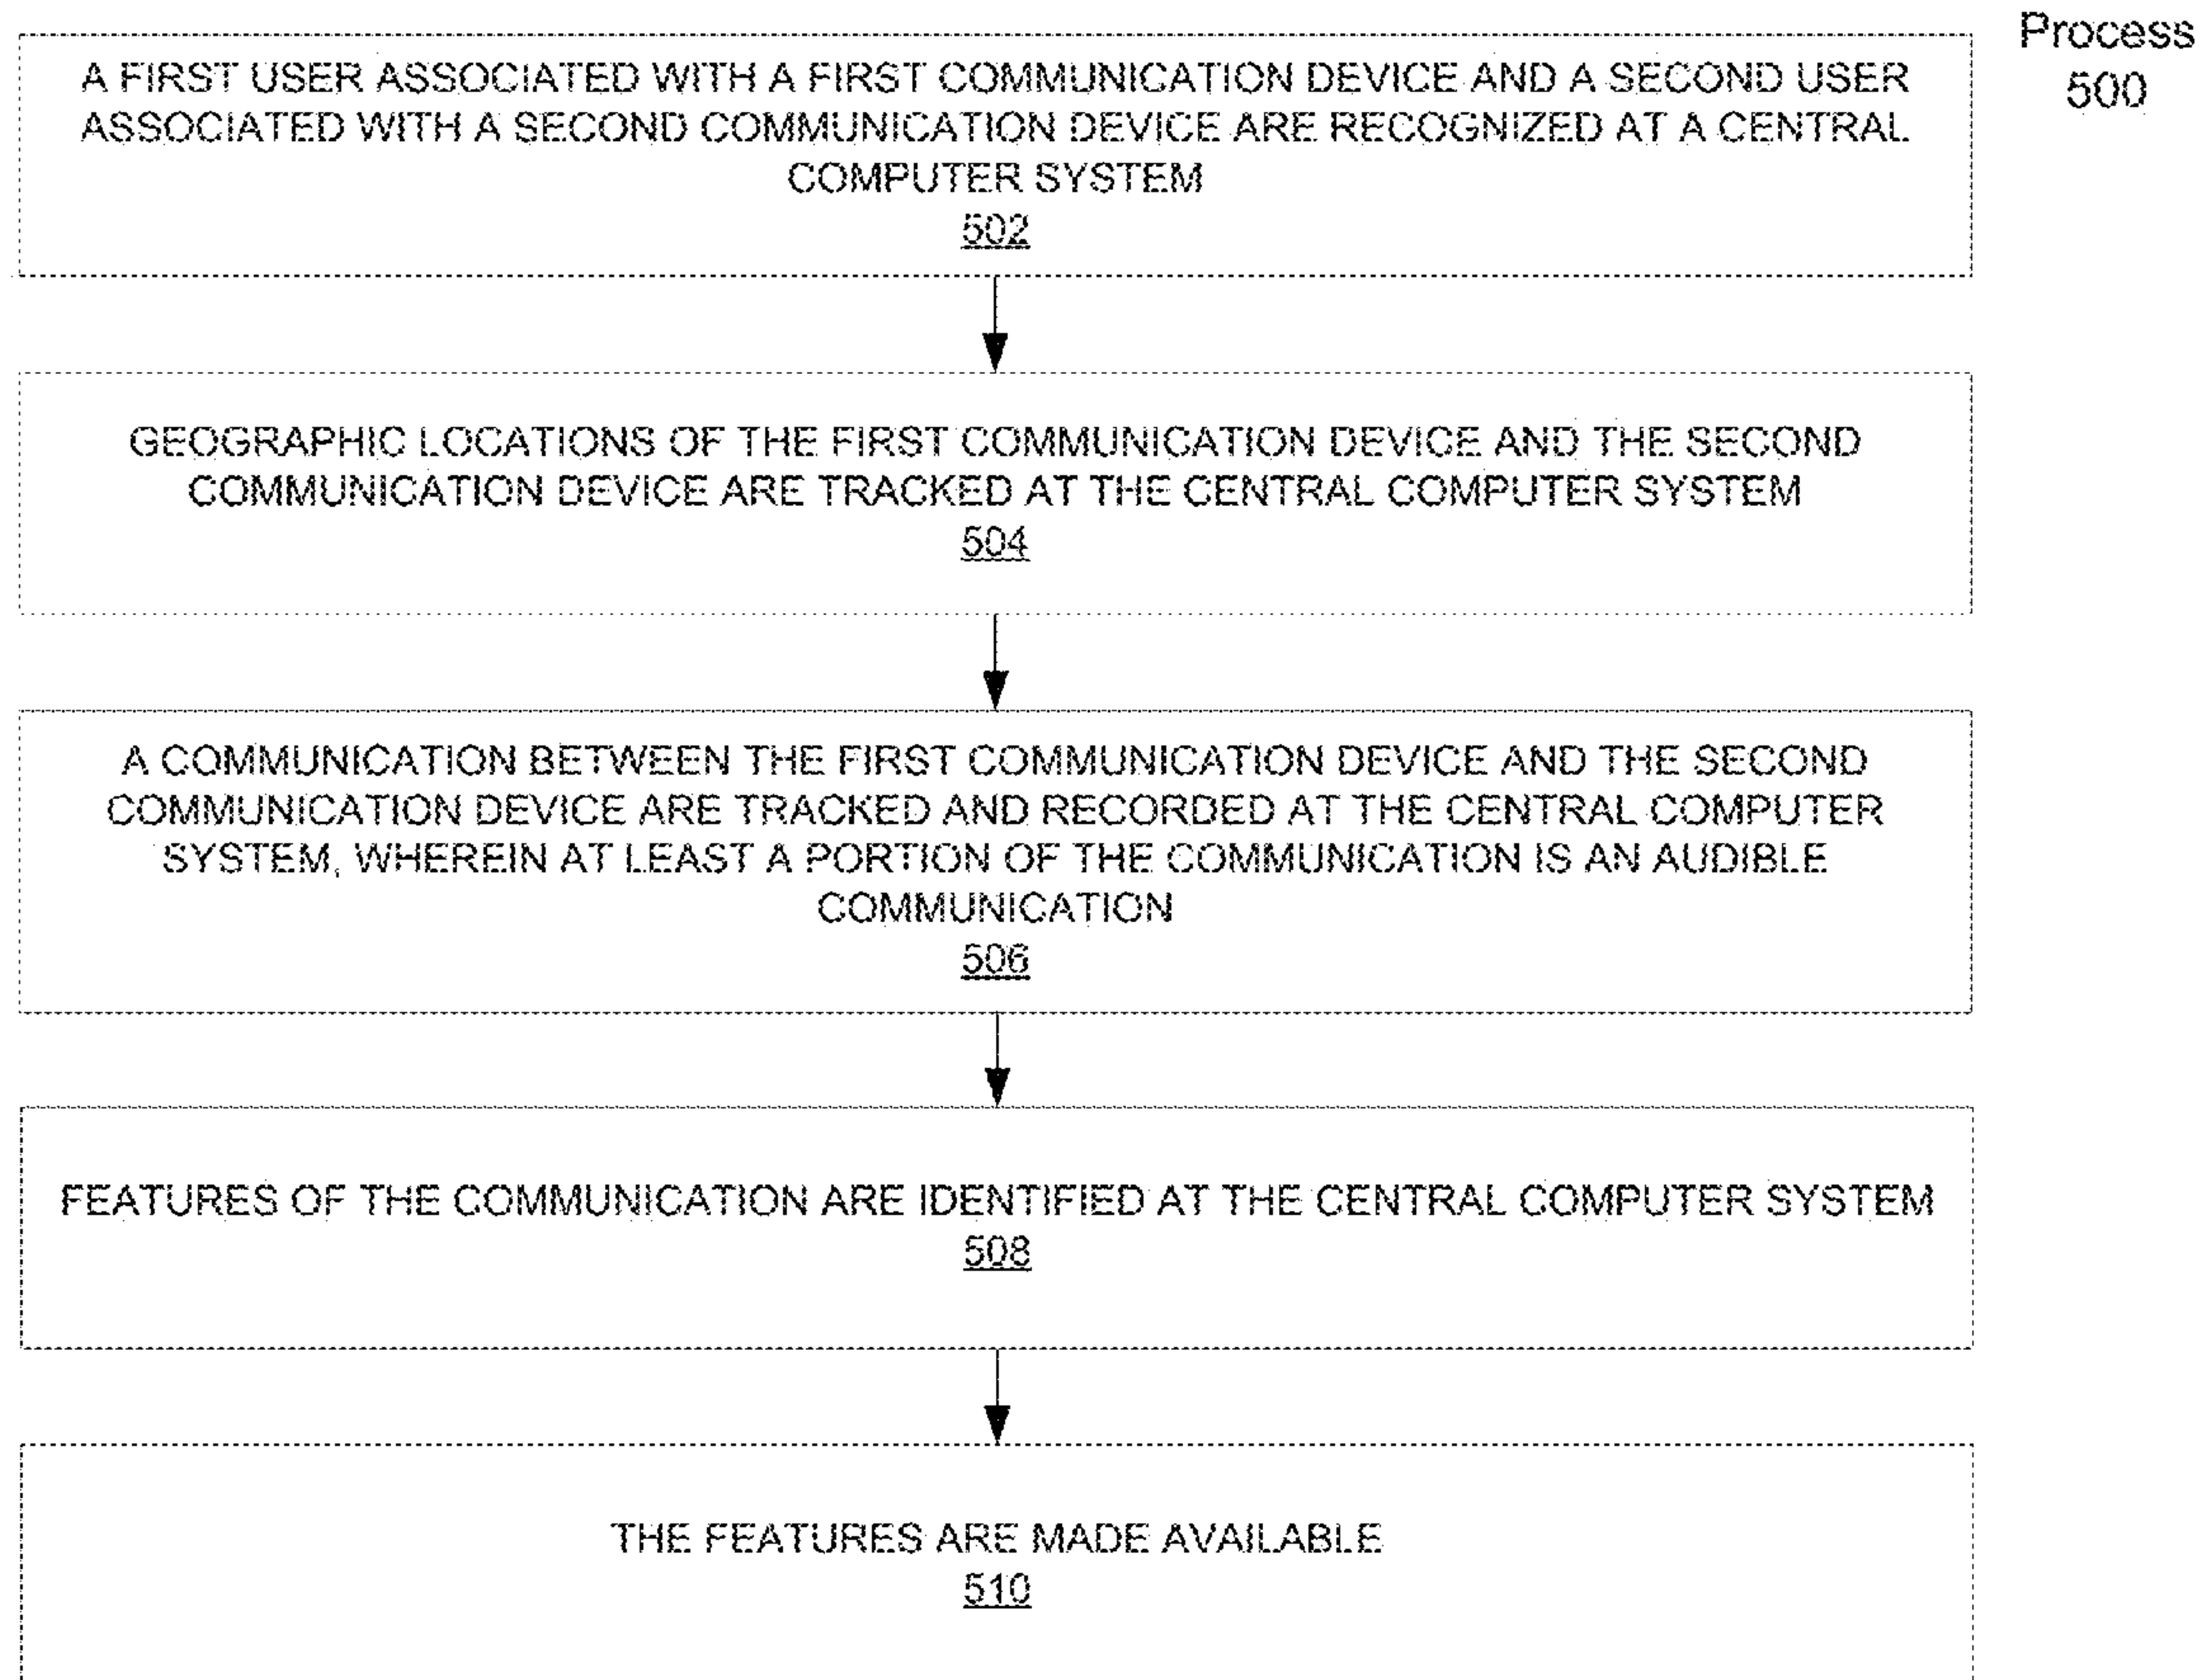 Process
500
A FIRST USER ASSOCIATED WITH A FIRST COMMUNICATION DEVICE AND A SECOND USER
ASSOCIATED WITH A SECOND COMMUNICATION DEVICE ARE RECOGNIZED AT A CENTRAL
COMPUTER SYSTEM
502
GEOGRAPHIC LOCATIONS OF THE FIRST COMMUNICATION DEVICE AND THE SECOND
COMMUNICATION DEVICE ARE TRACKED AT THE CENTRAL COMPUTER SYSTEM
504
A COMMUNICATION BETWEEN THE FIRST COMMUNICATION DEVICE AND THE SECOND
COMMUNICATION DEVICE ARE TRACKED AND RECORDED AT THE CENTRAL COMPUTER
SYSTEM, WHEREIN AT LEAST A PORTION OF THE COMMUNICATION IS AN AUDIBLE
COMMUNICATION
506
FEATURES OF THE COMMUNICATION ARE IDENTIFIED AT THE CENTRAL COMPUTER SYSTEM
508
THE FEATURES ARE MADE AVAILABLE
510